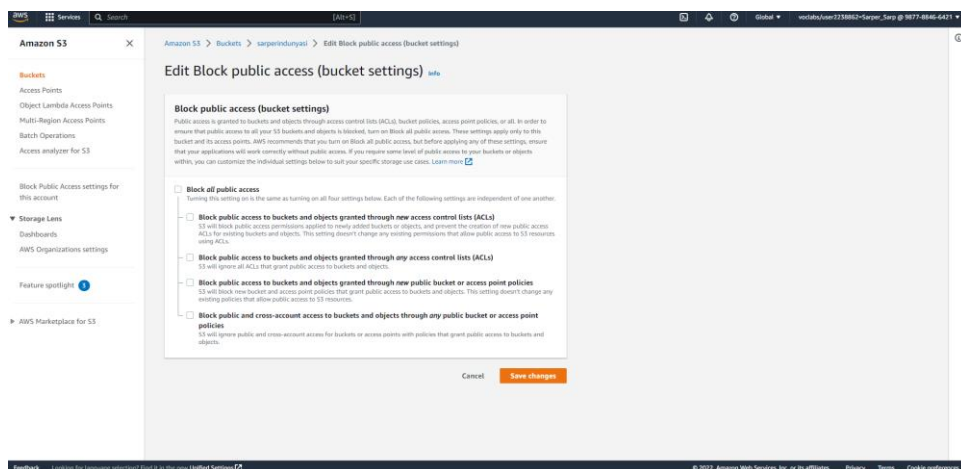 aws
Services
Search
[Alt+S]
Global
voclabs/user2238862=Sarper_Sarp @ 9877-8846-6421
Amazon S3
Buckets
Access Points
Object Lambda Access Points
Multi-Region Access Points
Batch Operations
Access analyzer for S3
Block Public Access settings for
this account
Storage Lens
Dashboards
AWS Organizations settings
Feature spotlight 1
AWS Marketplace for S3
Amazon S3 > Buckets > sarperindunyasi > Edit Block public access (bucket settings)
Edit Block public access (bucket settings) Info
Block public access (bucket settings)
Public access is granted to buckets and objects through access control lists (ACLs), bucket policies, access point policies, or all. In order to
ensure that public access to all your S3 buckets and objects is blocked, turn on Block all public access. These settings apply only to this
bucket and its access points. AWS recommends that you turn on Block all public access, but before applying any of these settings, ensure
that your applications will work correctly without public access. If you require some level of public access to your buckets or objects
within, you can customize the individual settings below to suit your specific storage use cases. Learn more
Block all public access
Turning this setting on is the same as turning on all four settings below. Each of the following settings are independent of one another.
Block public access to buckets and objects granted through new access control lists (ACLs)
S3 will block public access permissions applied to newly added buckets or objects, and prevent the creation of new public access
ACLs for existing buckets and objects. This setting doesn't change any existing permissions that allow public access to S3 resources
using ACLs.
Block public access to buckets and objects granted through any access control lists (ACLs)
S3 will ignore all ACLs that grant public access to buckets and objects.
Block public access to buckets and objects granted through new public bucket or access point policies
S3 will block new bucket and access point policies that grant public access to buckets and objects. This setting doesn't change any
existing policies that allow public access to S3 resources.
Block public and cross-account access to buckets and objects through any public bucket or access point
policies
S3 will ignore public and cross-account access for buckets or access points with policies that grant public access to buckets and
objects.
Cancel
Save changes
Feedback
Looking for language selection? Find it in the new Unified Settings
© 2022, Amazon Web Services, Inc. or its affiliates.
Privacy
Terms
Cookie preferences